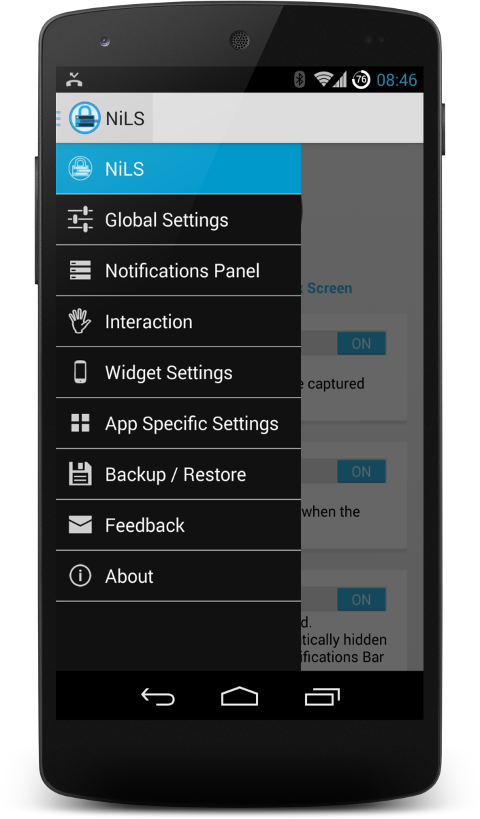 76 08:46
NiLS
NiLS
Global Settings
Notifications Panel
Screen
Interaction
ON
Widget Settings
captured
App Specific Settings
Backup / Restore
ON
when the
Feedback
About
ON
d.
tically hidden
ifications Bar